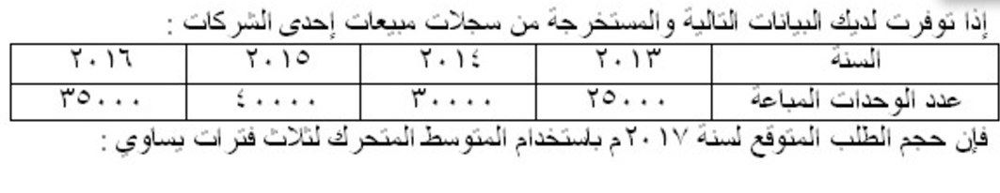 إذا توفرت لديك البيانات التالية والمستخرجة من سجلات مبيعات إحدى الشركات :
السنة ٢٠١٣ ٢٠١٤ ٢٠١٥ ٢٠١٦
عدد الوحدات المباعة ٢٥٠٠٠ ٣٠٠٠٠ ٤٠٠٠٠ ٣٥٠٠٠
فإن حجم الطلب المتوقع لسنة ٢٠١٧م باستخدام المتوسط المتحرك لثلاث فترات يساوي :